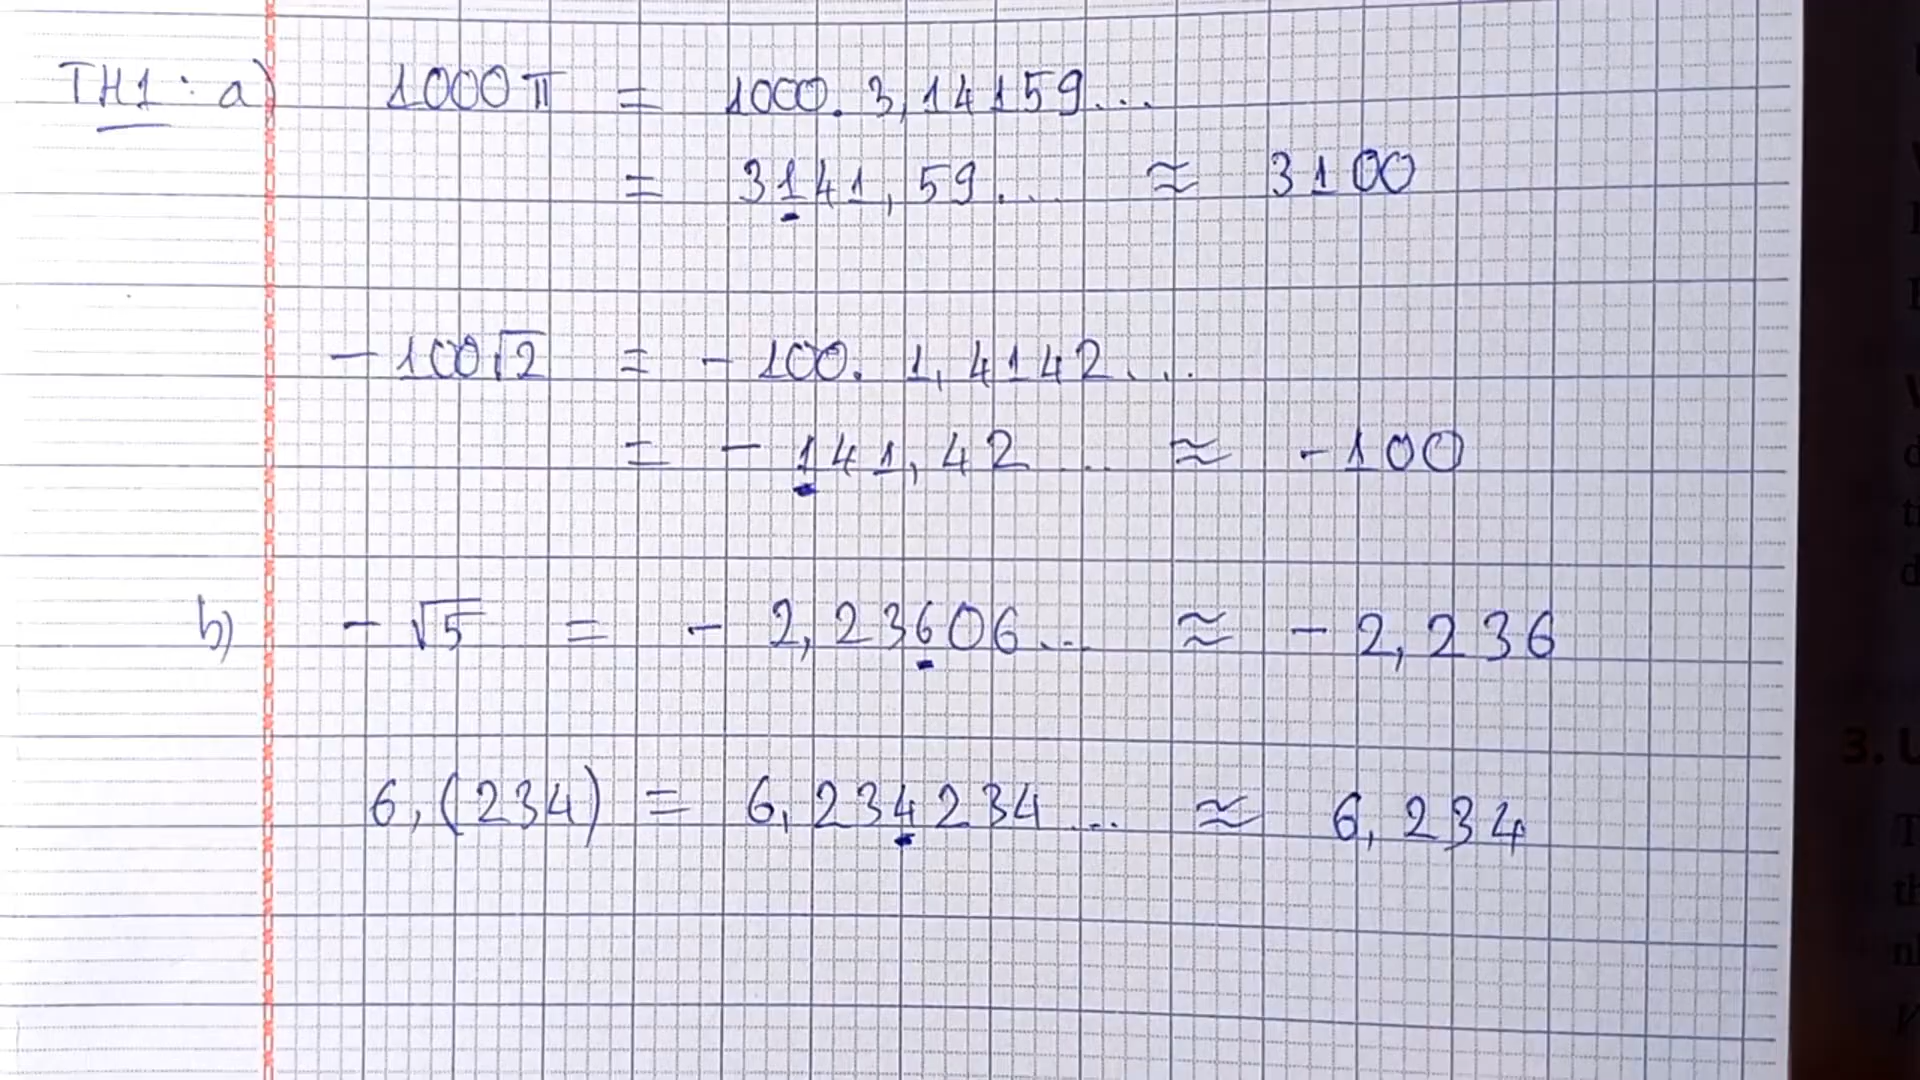 TH1 : a) 1000π = 1000. 3,14159...
= 3141,59... ≈ 3100
- 100√2 = - 100. 1,4142...
= - 141,42... ≈ -100
b) - √5 = - 2,23606... ≈ - 2,236
6,(234) = 6,234234... ≈ 6,234
3.